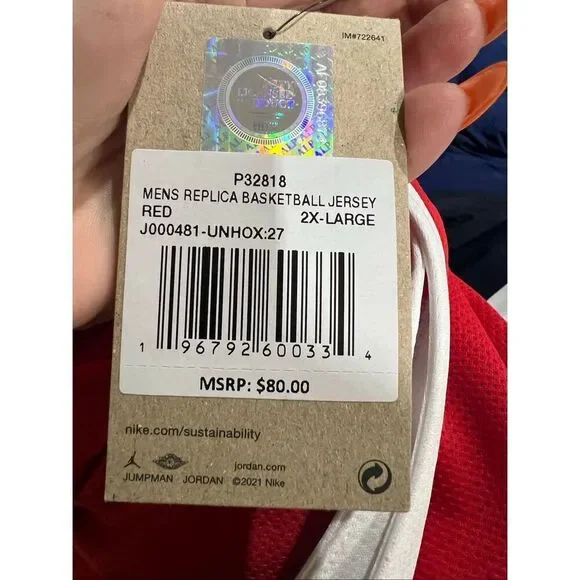 IM#722641
LICENSED
P32818
MENS REPLICA BASKETBALL JERSEY
RED 2X-LARGE
J000481-UNHOX:27
1 96792 60033 4
MSRP: $80.00
nike.com/sustainability
jordan.com
JUMPMAN JORDAN ©2021 Nike